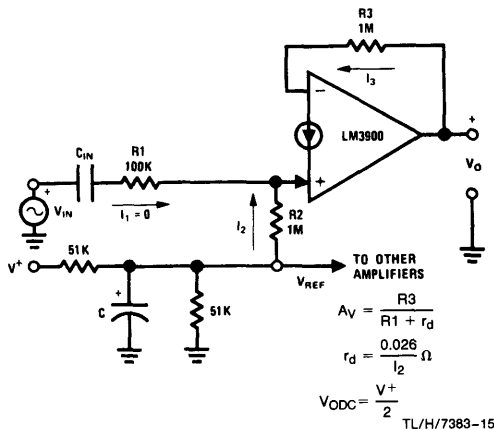 R3
1M
I3
−
LM3900
+
+
VO
CIN
R1
100K
+
VIN
I1 = 0
I2
R2
1M
V+
51K
+
C
51K
VREF
TO OTHER
AMPLIFIERS
AV = R3 / (R1 + rd)
rd = 0.026 / I2 Ω
VODC = V+ / 2
TL/H/7383–15